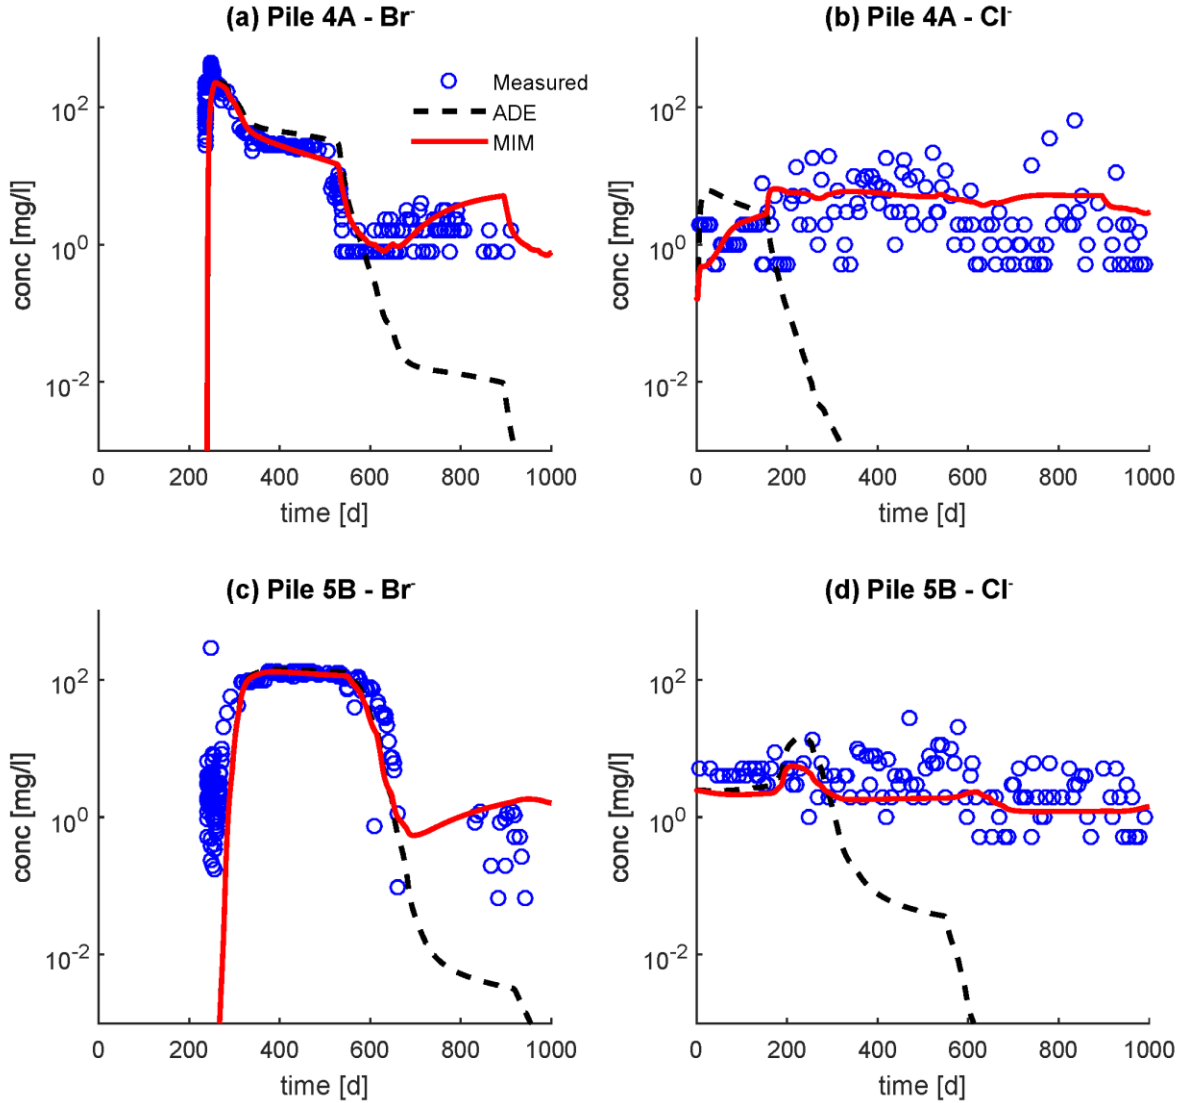 (a) Pile 4A - Br⁻
conc [mg/l]
10²
10⁰
10⁻²
Measured
ADE
MIM
0 200 400 600 800 1000
time [d]
(b) Pile 4A - Cl⁻
conc [mg/l]
10²
10⁰
10⁻²
0 200 400 600 800 1000
time [d]
(c) Pile 5B - Br⁻
conc [mg/l]
10²
10⁰
10⁻²
0 200 400 600 800 1000
time [d]
(d) Pile 5B - Cl⁻
conc [mg/l]
10²
10⁰
10⁻²
0 200 400 600 800 1000
time [d]